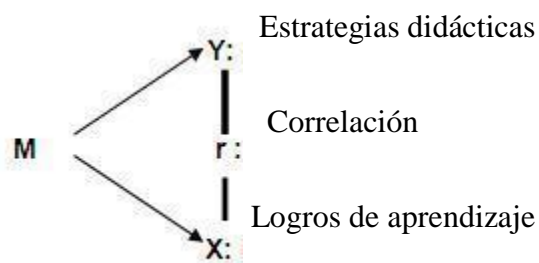 Estrategias didácticas
Y:
Correlación
M
r :
Logros de aprendizaje
X: